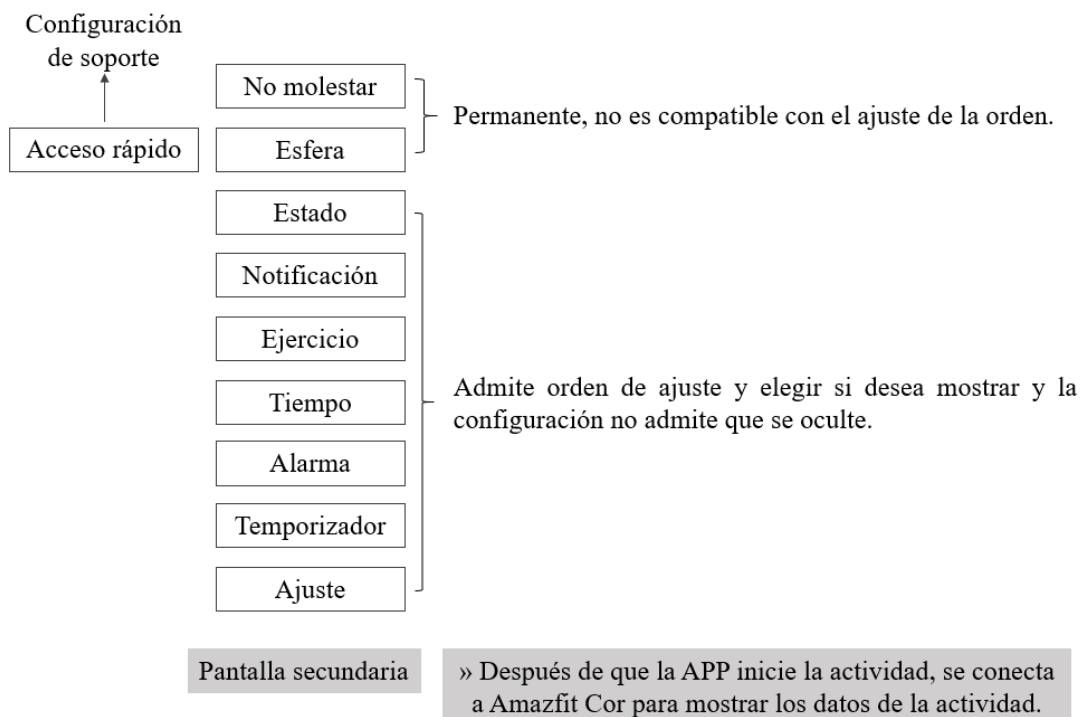 Configuración
de soporte
No molestar
Permanente, no es compatible con el ajuste de la orden.
Acceso rápido
Esfera
Estado
Notificación
Ejercicio
Tiempo
Admite orden de ajuste y elegir si desea mostrar y la
configuración no admite que se oculte.
Alarma
Temporizador
Ajuste
Pantalla secundaria
» Después de que la APP inicie la actividad, se conecta
a Amazfit Cor para mostrar los datos de la actividad.